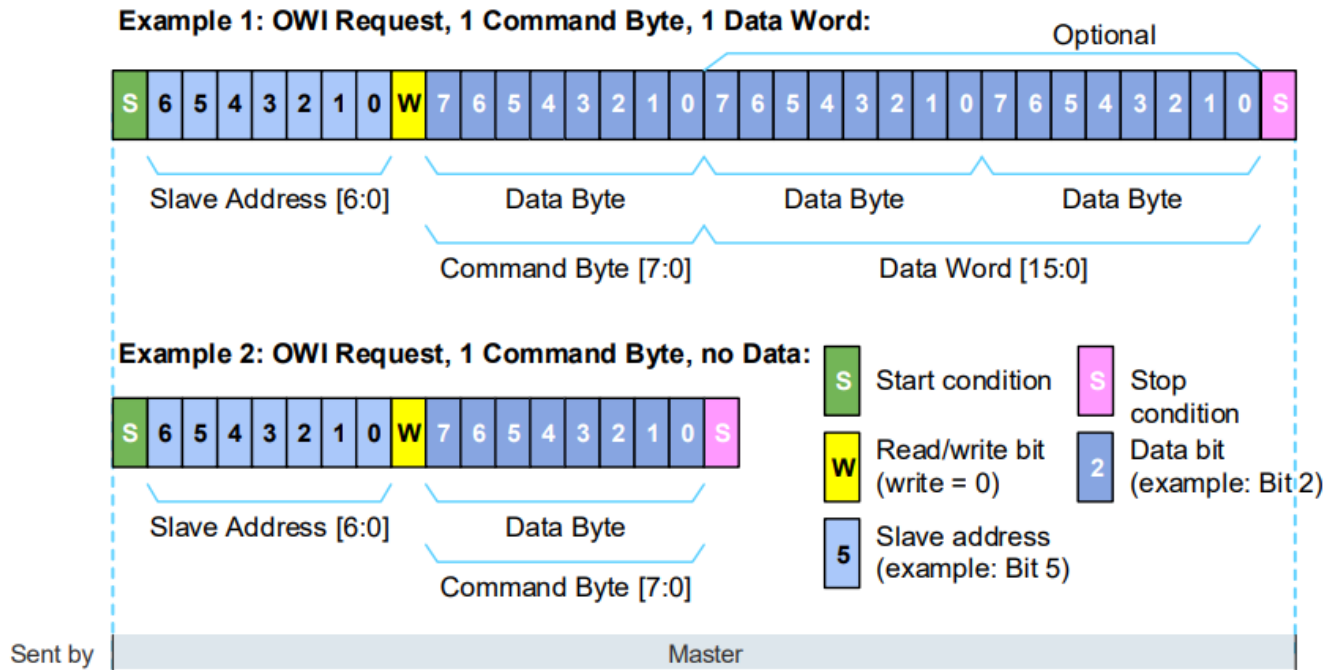 Example 1: OWI Request, 1 Command Byte, 1 Data Word:
Optional
S 6 5 4 3 2 1 0 W 7 6 5 4 3 2 1 0 7 6 5 4 3 2 1 0 7 6 5 4 3 2 1 0 S
Slave Address [6:0] Data Byte Data Byte Data Byte
Command Byte [7:0] Data Word [15:0]
Example 2: OWI Request, 1 Command Byte, no Data:
S 6 5 4 3 2 1 0 W 7 6 5 4 3 2 1 0 S
Slave Address [6:0] Data Byte
Command Byte [7:0]
S Start condition
S Stop
condition
W Read/write bit
(write = 0)
2 Data bit
(example: Bit 2)
5 Slave address
(example: Bit 5)
Sent by Master